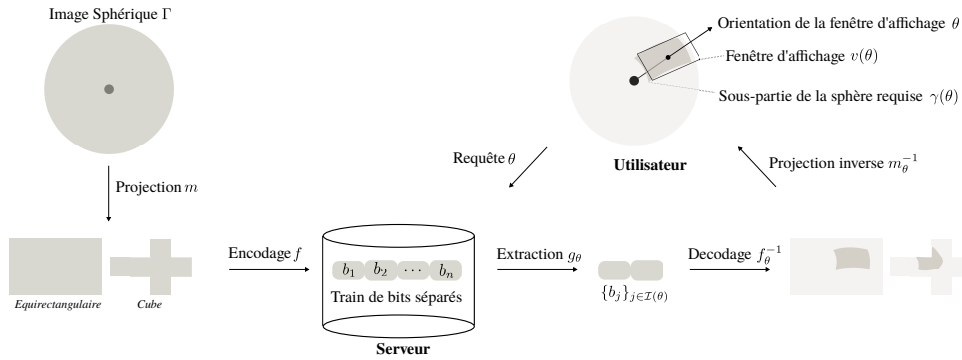 Image Sphérique Γ
Orientation de la fenêtre d'affichage θ
Fenêtre d'affichage v(θ)
Sous-partie de la sphère requise γ(θ)
Requête θ
Utilisateur
Projection inverse m_θ^{-1}
Projection m
Encodage f
b_1 b_2 ⋯ b_n
Train de bits séparés
Serveur
Extraction g_θ
{b_j}_{j∈I(θ)}
Decodage f_θ^{-1}
Equirectangulaire
Cube